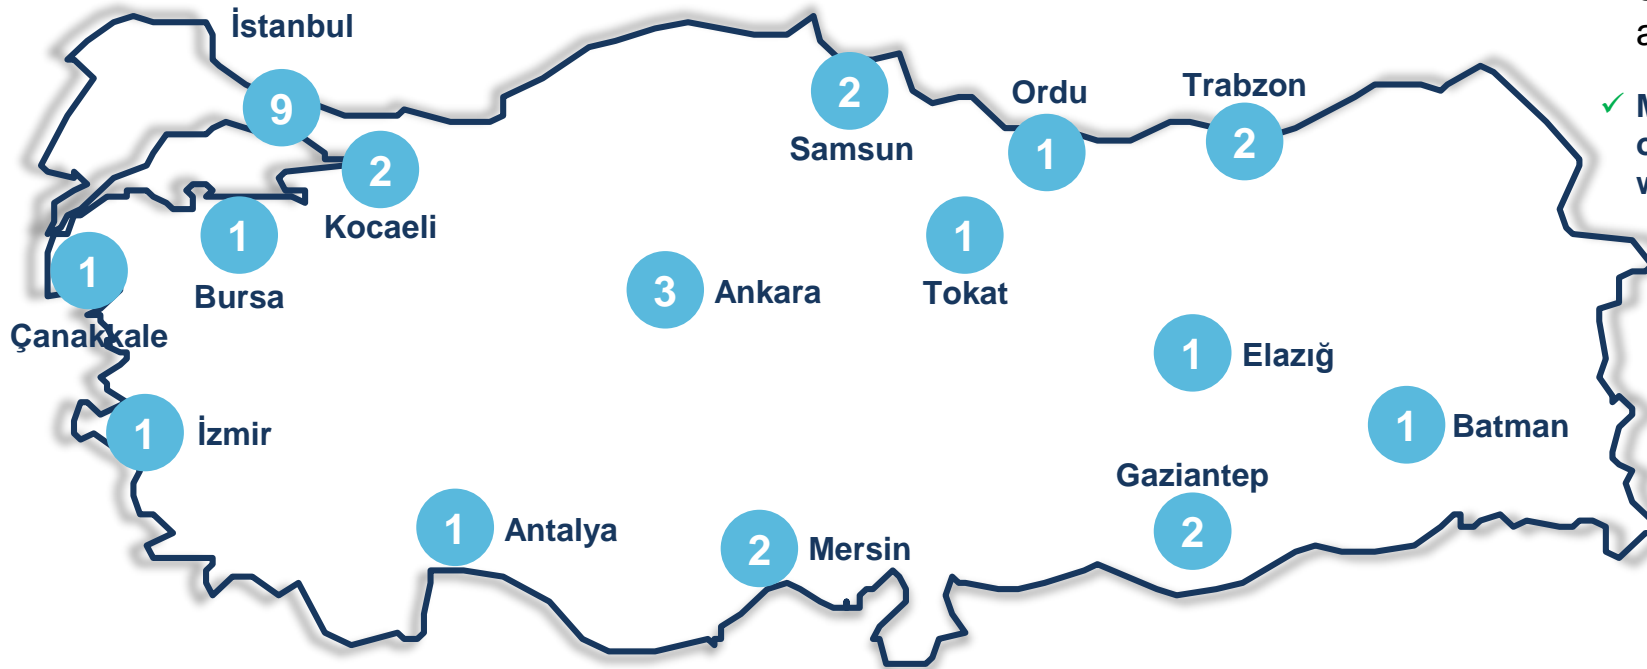 İstanbul
9
2
Kocaeli
1
Bursa
1
Çanakkale
1
İzmir
3
Ankara
2
Samsun
Ordu
1
Trabzon
2
1
Tokat
1
Elazığ
1
Batman
Gaziantep
2
1
Antalya
2
Mersin
✓